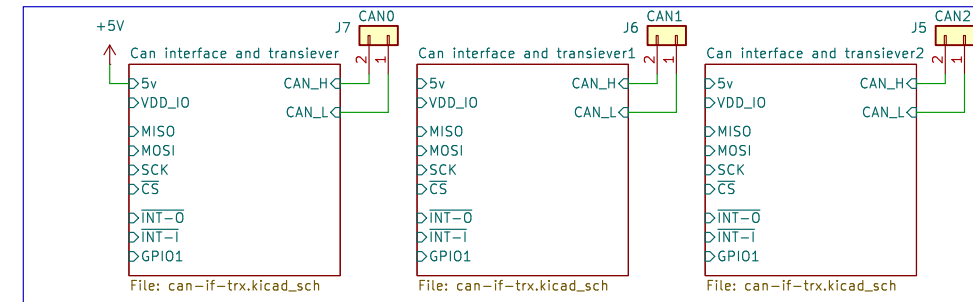 +5V
J7 CAN0
Can interface and transiever
2 1
5v CAN_H
VDD_IO CAN_L
MISO
MOSI
SCK
CS
INT-O
INT-I
GPIO1
File: can-if-trx.kicad_sch
J6 CAN1
Can interface and transiever1
2 1
5v CAN_H
VDD_IO CAN_L
MISO
MOSI
SCK
CS
INT-O
INT-I
GPIO1
File: can-if-trx.kicad_sch
J5 CAN2
Can interface and transiever2
2 1
5v CAN_H
VDD_IO CAN_L
MISO
MOSI
SCK
CS
INT-O
INT-I
GPIO1
File: can-if-trx.kicad_sch